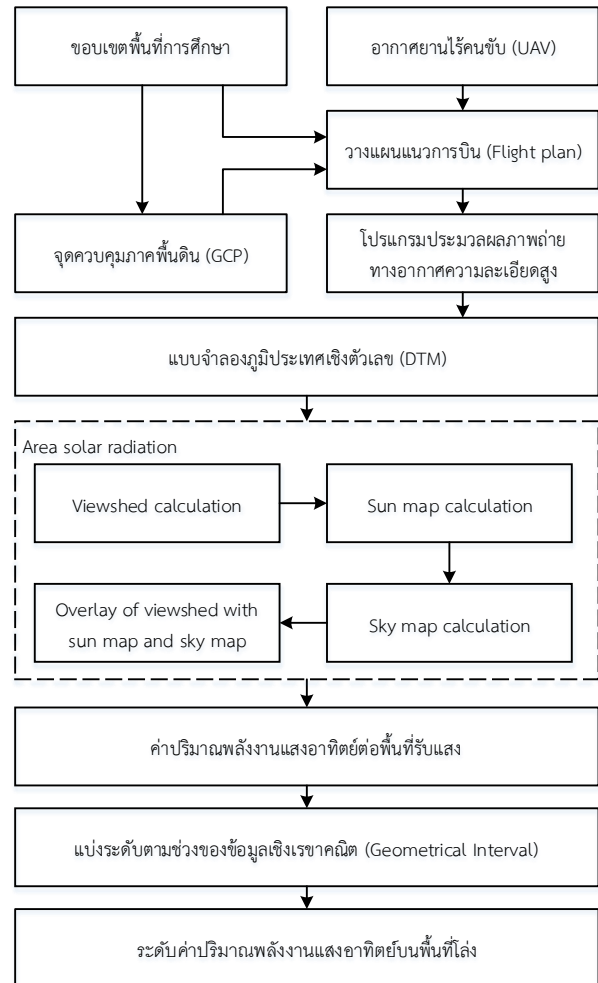 ขอบเขตพื้นที่การศึกษา
อากาศยานไร้คนขับ (UAV)
วางแผนแนวการบิน (Flight plan)
จุดควบคุมภาคพื้นดิน (GCP)
โปรแกรมประมวลผลภาพถ่าย
ทางอากาศความละเอียดสูง
แบบจำลองภูมิประเทศเชิงตัวเลข (DTM)
Area solar radiation
Viewshed calculation
Sun map calculation
Overlay of viewshed with
sun map and sky map
Sky map calculation
ค่าปริมาณพลังงานแสงอาทิตย์ต่อพื้นที่รับแสง
แบ่งระดับตามช่วงของข้อมูลเชิงเรขาคณิต (Geometrical Interval)
ระดับค่าปริมาณพลังงานแสงอาทิตย์บนพื้นที่โล่ง